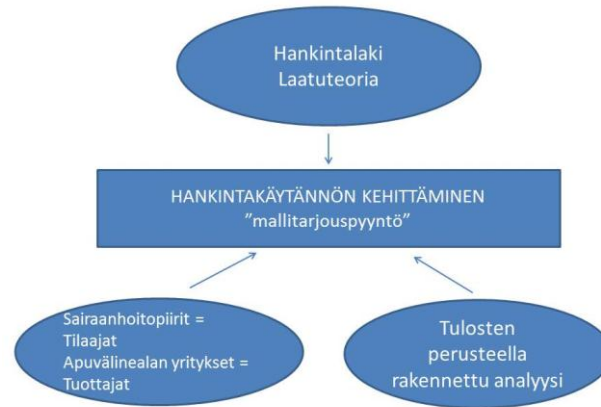 Hankintalaki
Laatuteoria
HANKINTAKÄYTÄNNÖN KEHITTÄMINEN
”mallitarjouspyyntö”
Sairaanhoitopiirit =
Tilaajat
Apuvälinealan yritykset =
Tuottajat
Tulosten
perusteella
rakennettu analyysi